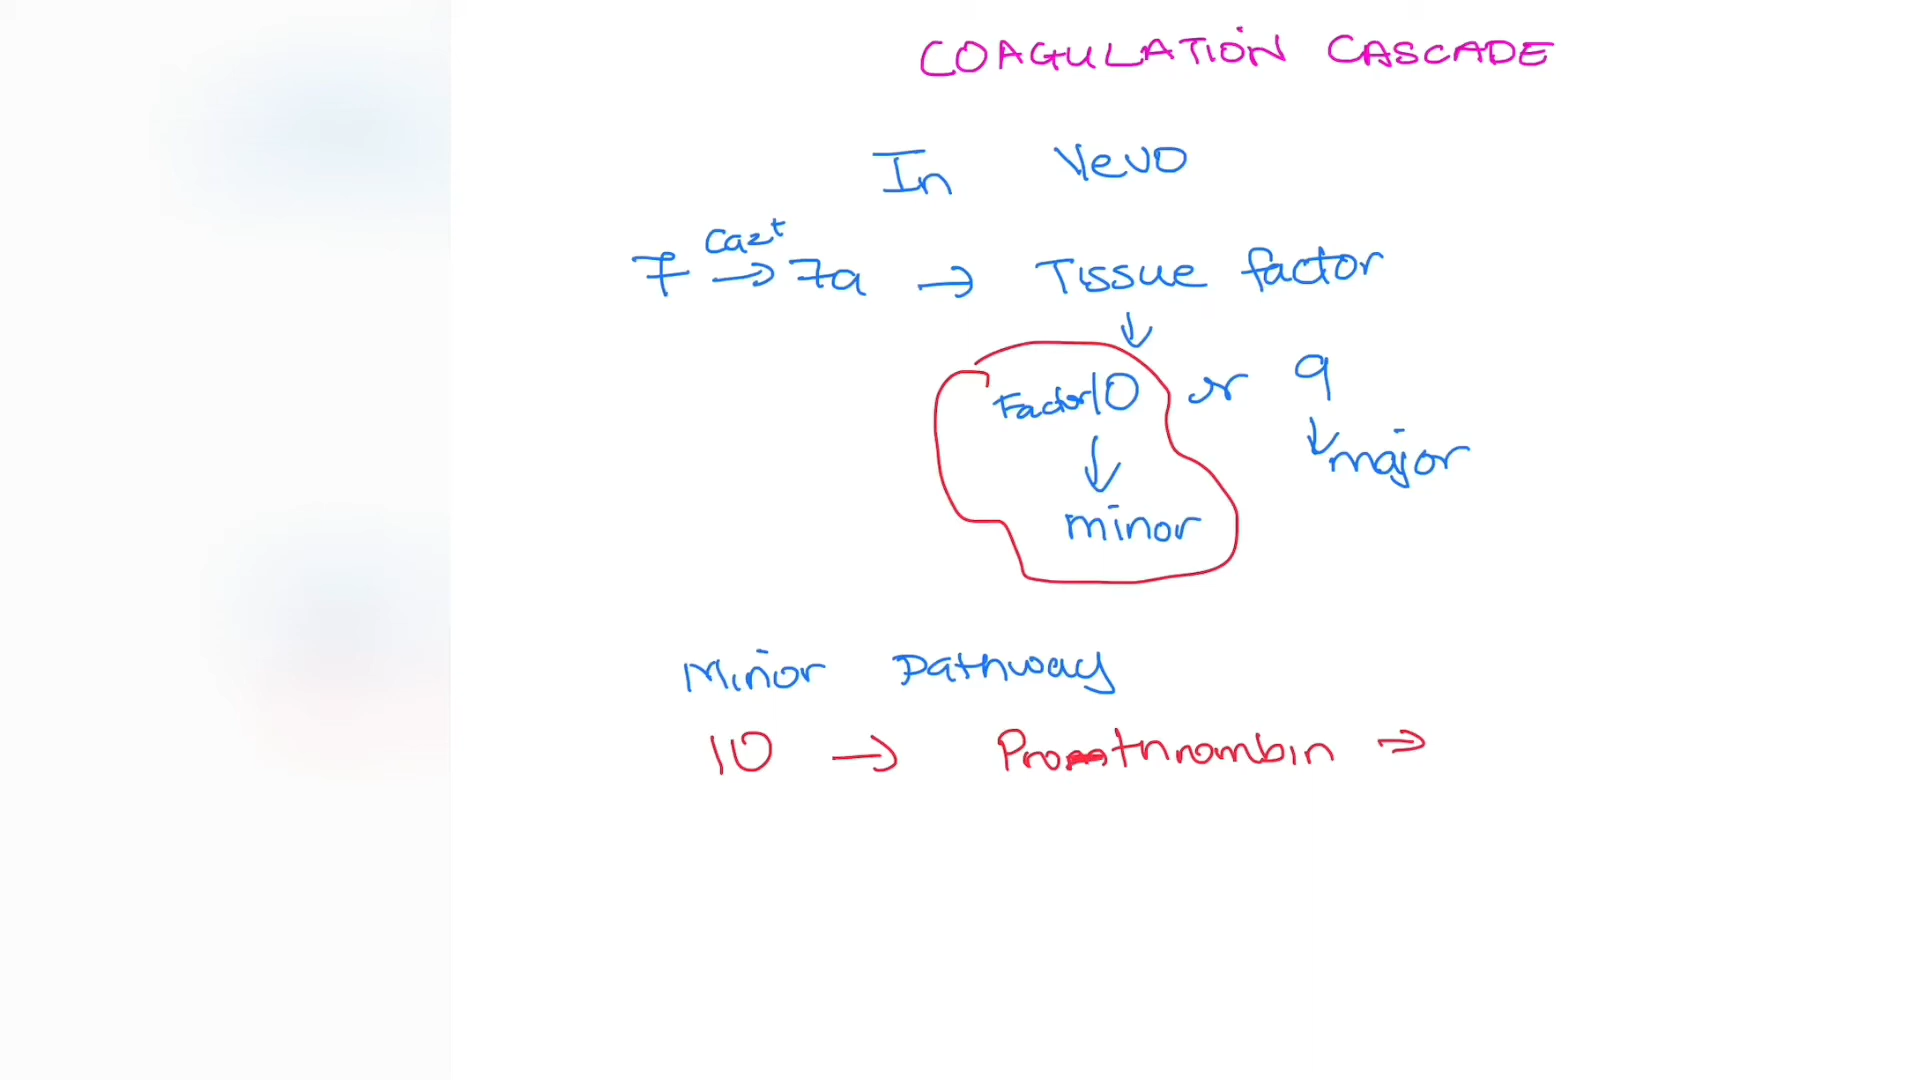 COAGULATION CASCADE
In Vevo
7 Ca2+ → 7a → Tissue factor
↓
Factor 10 or 9
↓ ↓ major
minor
Minor Pathway
10 → Prothrombin →